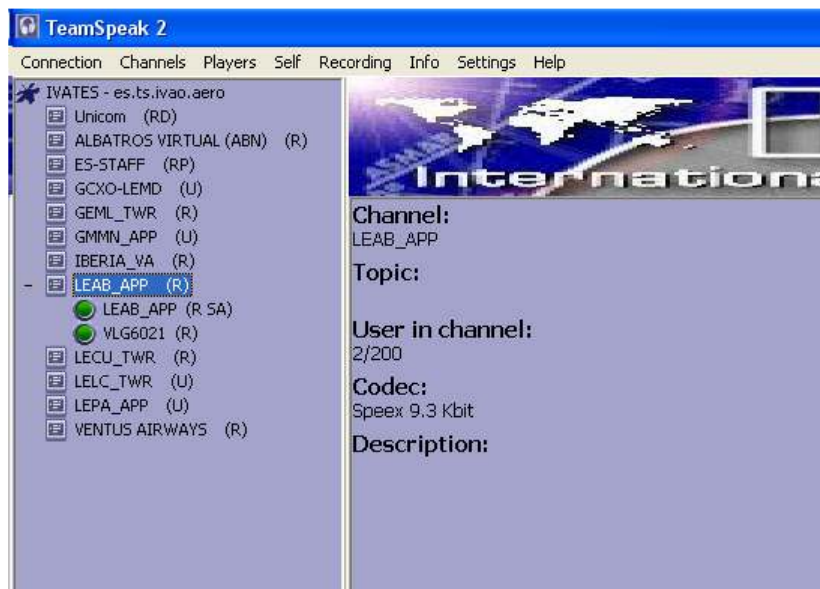 TeamSpeak 2
Connection Channels Players Self Recording Info Settings Help
IVATES - es.ts.ivao.aero
Unicom (RD)
ALBATROS VIRTUAL (ABN) (R)
ES-STAFF (RP)
GCXO-LEMD (U)
GEML_TWR (R)
GMMN_APP (U)
IBERIA_VA (R)
LEAB_APP (R)
LEAB_APP (R SA)
VLG6021 (R)
LECU_TWR (R)
LELC_TWR (U)
LEPA_APP (U)
VENTUS AIRWAYS (R)
Internationa
Channel:
LEAB_APP
Topic:
User in channel:
2/200
Codec:
Speex 9.3 Kbit
Description: